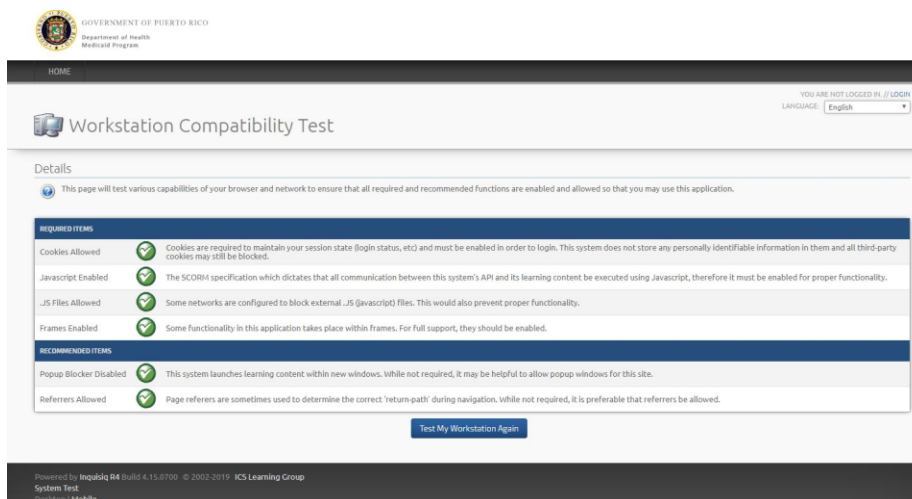 GOVERNMENT OF PUERTO RICO
Department of Health
Medicaid Program
HOME
YOU ARE NOT LOGGED IN. // LOGIN
LANGUAGE: English
Workstation Compatibility Test
Details
This page will test various capabilities of your browser and network to ensure that all required and recommended functions are enabled and allowed so that you may use this application.
REQUIRED ITEMS
Cookies Allowed Cookies are required to maintain your session state (login status, etc) and must be enabled in order to login. This system does not store any personally identifiable information in them and all third-party
cookies may still be blocked.
Javascript Enabled The SCORM specification which dictates that all communication between this system's API and its learning content be executed using Javascript, therefore it must be enabled for proper functionality.
.JS Files Allowed Some networks are configured to block external .JS (javascript) files. This would also prevent proper functionality.
Frames Enabled Some functionality in this application takes place within frames. For full support, they should be enabled.
RECOMMENDED ITEMS
Popup Blocker Disabled This system launches learning content within new windows. While not required, it may be helpful to allow popup windows for this site.
Referrers Allowed Page referers are sometimes used to determine the correct 'return-path' during navigation. While not required, it is preferable that referrers be allowed.
Test My Workstation Again
Powered by Inquisiq R4 Build 4.15.0700 © 2002-2019 ICS Learning Group
System Test
Desktop | Mobile